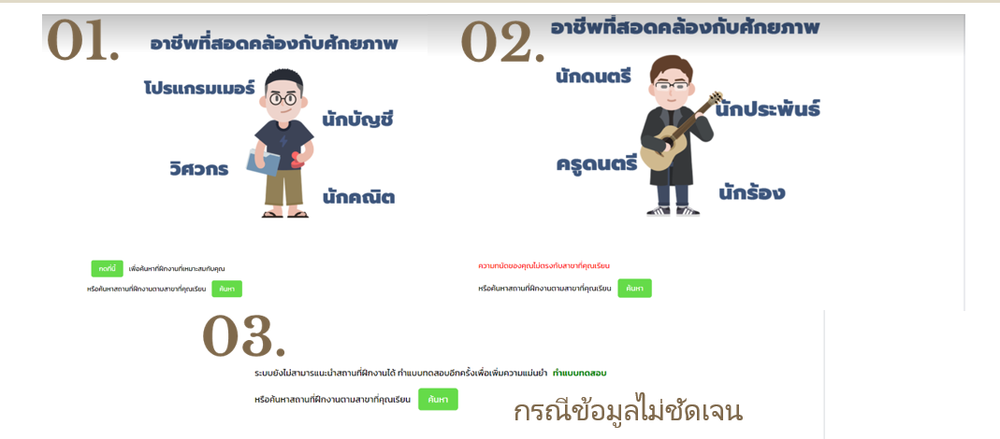 01.
อาชีพที่สอดคล้องกับศักยภาพ
โปรแกรมเมอร์
นักบัญชี
วิศวกร
นักคณิต
กดที่นี่ เพื่อค้นหาที่ฝึกงานที่เหมาะสมกับคุณ
หรือค้นหาสถานที่ฝึกงานตามสาขาที่คุณเรียน ค้นหา
02.
อาชีพที่สอดคล้องกับศักยภาพ
นักดนตรี
นักประพันธ์
ครูดนตรี
นักร้อง
ความถนัดของคุณไม่ตรงกับสาขาที่คุณเรียน
หรือค้นหาสถานที่ฝึกงานตามสาขาที่คุณเรียน ค้นหา
03.
ระบบยังไม่สามารถแนะนำสถานที่ฝึกงานได้ ทำแบบทดสอบอีกครั้งเพื่อเพิ่มความแม่นยำ ทำแบบทดสอบ
หรือค้นหาสถานที่ฝึกงานตามสาขาที่คุณเรียน ค้นหา
กรณีข้อมูลไม่ชัดเจน